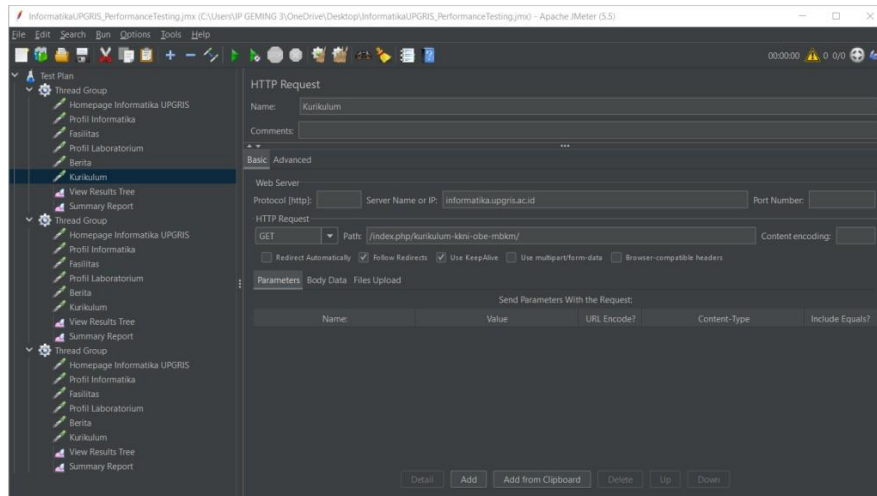 InformatikaUPGRIS_PerformanceTesting.jmx (C:\Users\IP GEMING 3\OneDrive\Desktop\InformatikaUPGRIS_PerformanceTesting.jmx) - Apache JMeter (5.5)
File Edit Search Run Options Tools Help
00:00:00 0 0/0
Test Plan
Thread Group
Homepage Informatika UPGRIS
Profil Informatika
Fasilitas
Profil Laboratorium
Berita
Kurikulum
View Results Tree
Summary Report
Thread Group
Homepage Informatika UPGRIS
Profil Informatika
Fasilitas
Profil Laboratorium
Berita
Kurikulum
View Results Tree
Summary Report
Thread Group
Homepage Informatika UPGRIS
Profil Informatika
Fasilitas
Profil Laboratorium
Berita
Kurikulum
View Results Tree
Summary Report
HTTP Request
Name: Kurikulum
Comments:
Basic Advanced
Web Server
Protocol [http]: Server Name or IP: informatika.upgris.ac.id Port Number:
HTTP Request
GET Path: /index.php/kurikulum-kkni-obe-mbkm/ Content encoding:
Redirect Automatically Follow Redirects Use KeepAlive Use multipart/form-data Browser-compatible headers
Parameters Body Data Files Upload
Send Parameters With the Request:
Name: Value URL Encode? Content-Type Include Equals?
Detail Add Add from Clipboard Delete Up Down